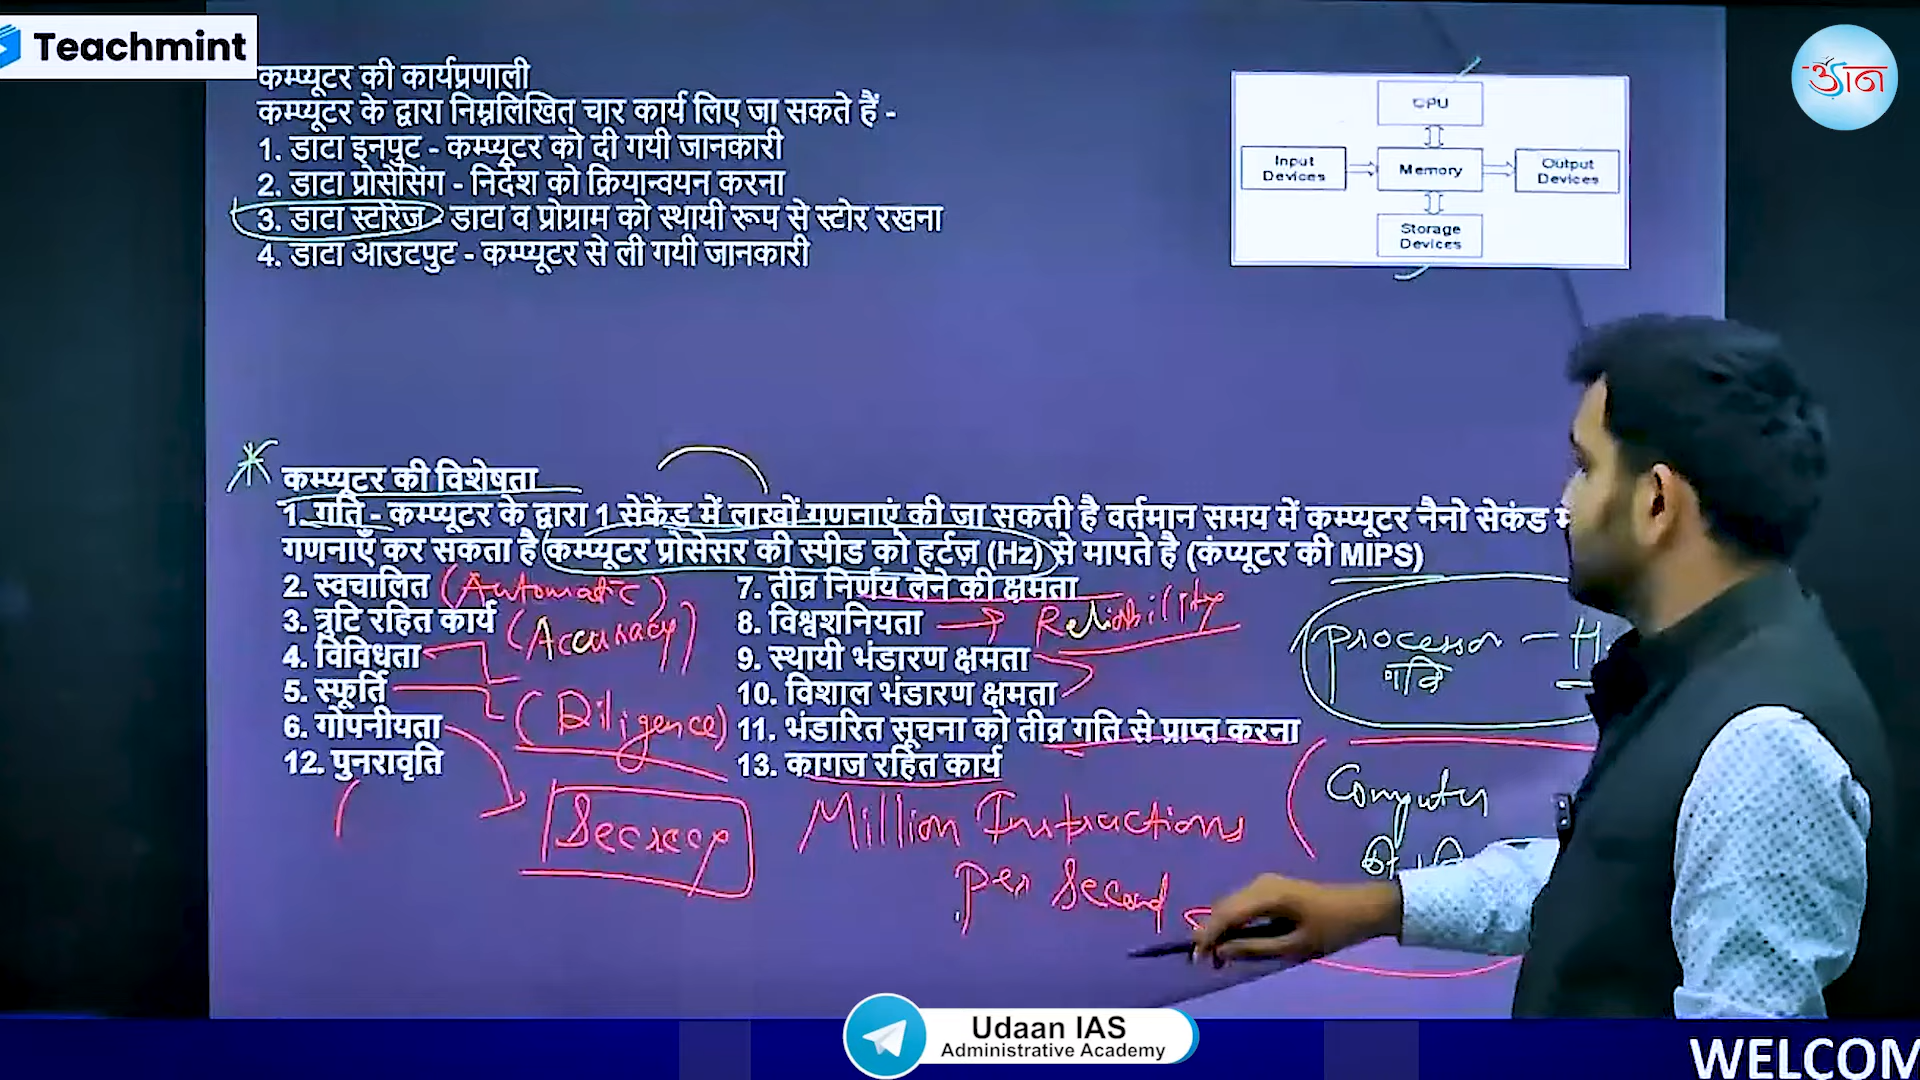 Teachmint
उड़ान
कम्प्यूटर की कार्यप्रणाली
कम्प्यूटर के द्वारा निम्नलिखित चार कार्य लिए जा सकते हैं -
1. डाटा इनपुट - कम्प्यूटर को दी गयी जानकारी
2. डाटा प्रोसेसिंग - निर्देश को क्रियान्वयन करना
3. डाटा स्टोरेज - डाटा व प्रोग्राम को स्थायी रूप से स्टोर रखना
4. डाटा आउटपुट - कम्प्यूटर से ली गयी जानकारी
CPU
Input Devices
Memory
Output Devices
Storage Devices
कम्प्यूटर की विशेषता
1. गति - कम्प्यूटर के द्वारा 1 सेकेंड में लाखों गणनाएं की जा सकती है वर्तमान समय में कम्प्यूटर नैनो सेकंड
गणनाएँ कर सकता है कम्प्यूटर प्रोसेसर की स्पीड को हर्टज़ (Hz) से मापते है (कंप्यूटर की MIPS)
2. स्वचालित (Automatic)
3. त्रुटि रहित कार्य (Accuracy)
4. विविधता
5. स्फूर्ति (Diligence)
6. गोपनीयता
12. पुनरावृति
Secrecy
7. तीव्र निर्णय लेने की क्षमता
8. विश्वशनियता → Reliability
9. स्थायी भंडारण क्षमता
10. विशाल भंडारण क्षमता
11. भंडारित सूचना को तीव्र गति से प्राप्त करना
13. कागज रहित कार्य
Million Instructions
per Second
Processor - H
गति
Computer
Udaan IAS
Administrative Academy
WELCOM